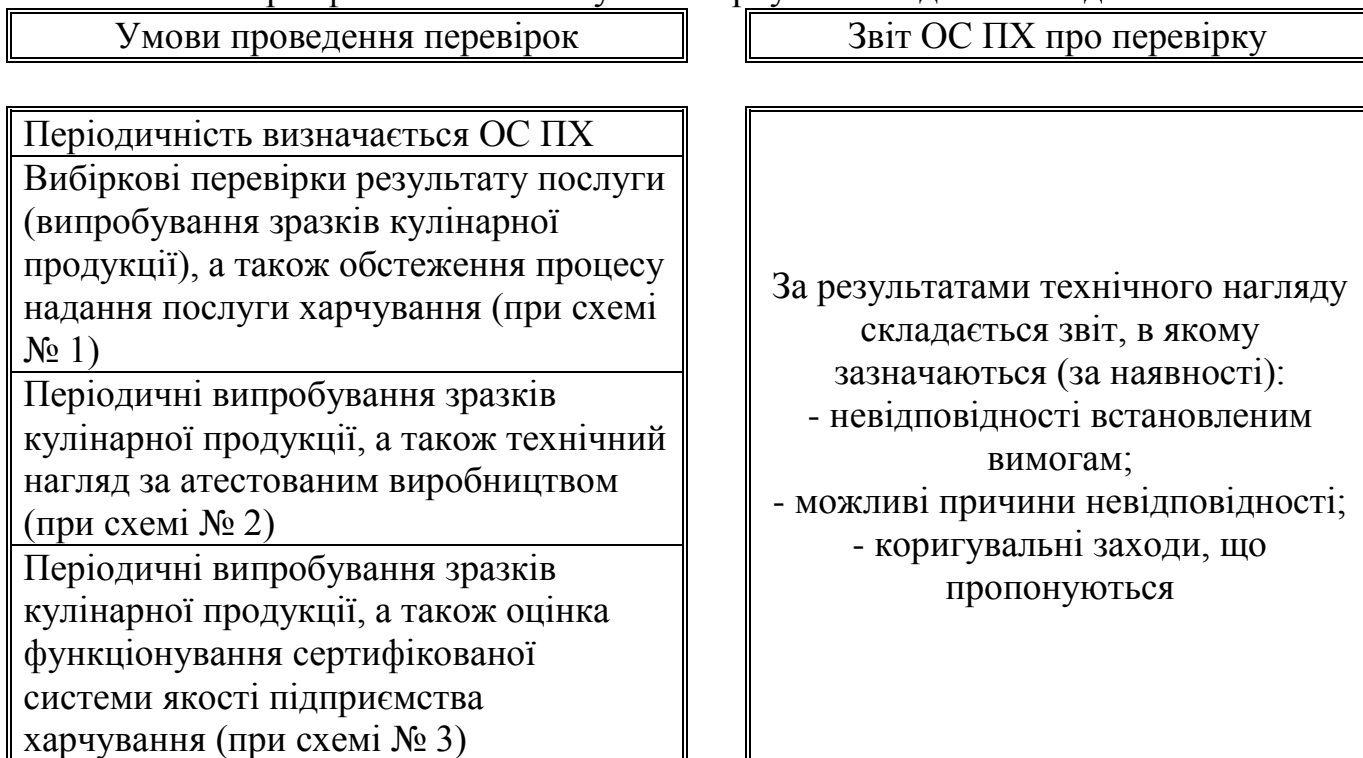 Умови проведення перевірок
Звіт ОС ПХ про перевірку
Періодичність визначається ОС ПХ
Вибіркові перевірки результату послуги
(випробування зразків кулінарної
продукції), а також обстеження процесу
надання послуги харчування (при схемі
№ 1)
Періодичні випробування зразків
кулінарної продукції, а також технічний
нагляд за атестованим виробництвом
(при схемі № 2)
Періодичні випробування зразків
кулінарної продукції, а також оцінка
функціонування сертифікованої
системи якості підприємства
харчування (при схемі № 3)
За результатами технічного нагляду
складається звіт, в якому
зазначаються (за наявності):
- невідповідності встановленим
вимогам;
- можливі причини невідповідності;
- коригувальні заходи, що
пропонуються